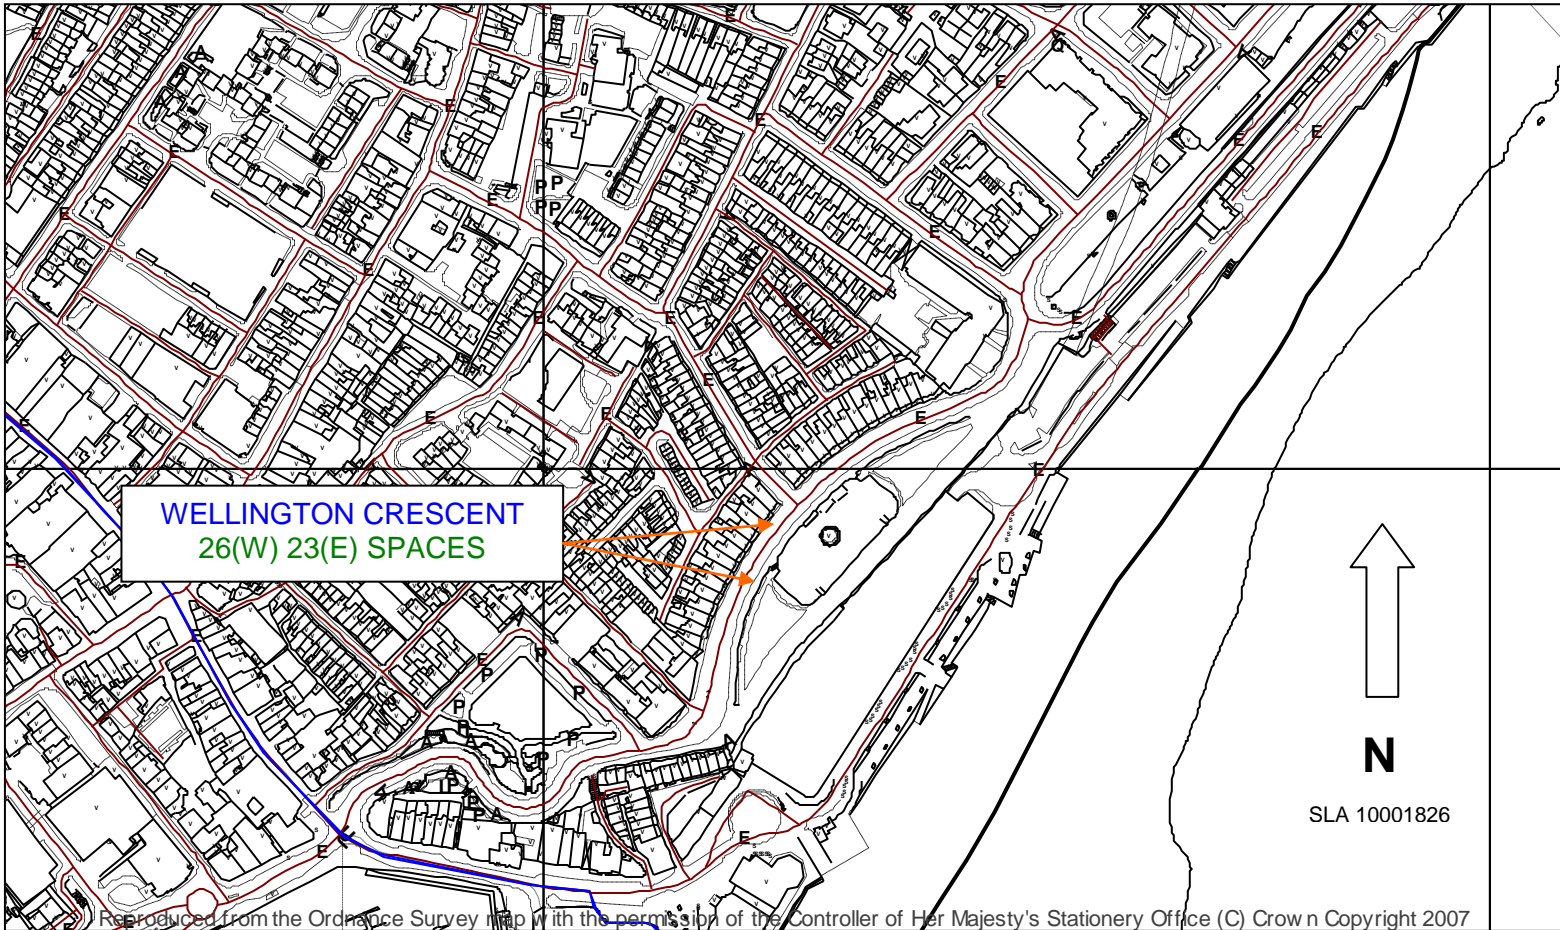 WELLINGTON CRESCENT
26(W) 23(E) SPACES
N
SLA 10001826
Reproduced from the Ordnance Survey map with the permission of the Controller of Her Majesty's Stationery Office (C) Crown Copyright 2007